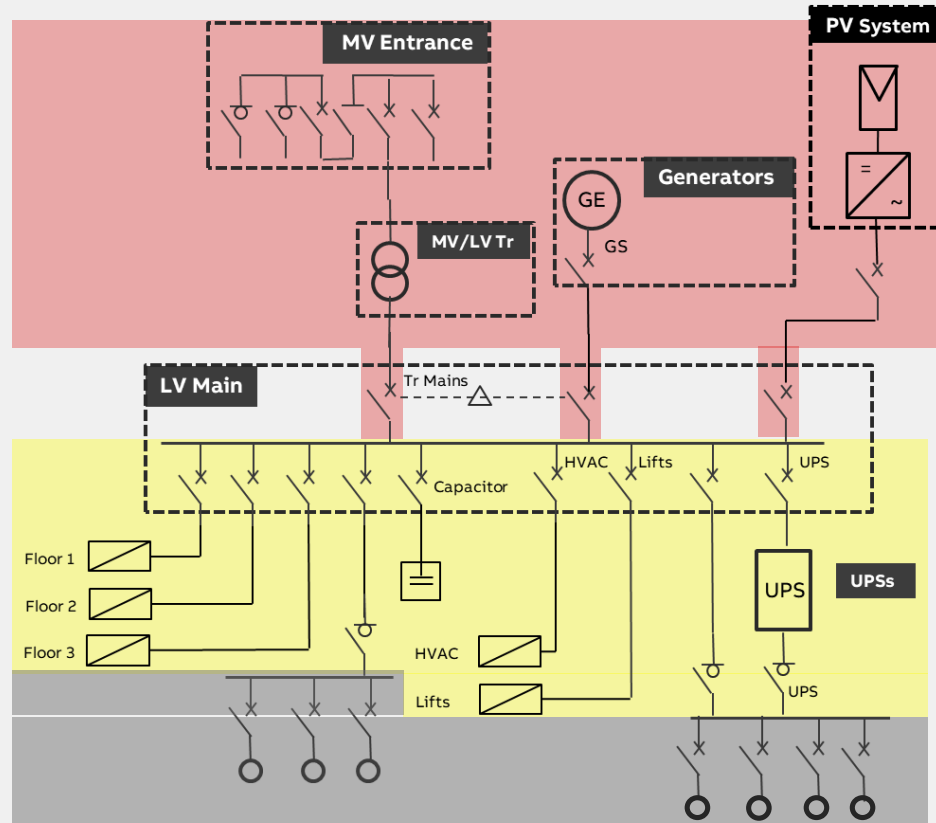 MV Entrance
PV System
=
~
Generators
GE
GS
MV/LV Tr
LV Main
Tr Mains
HVAC
Lifts
UPS
Capacitor
Floor 1
Floor 2
Floor 3
UPS
UPSs
HVAC
Lifts
UPS